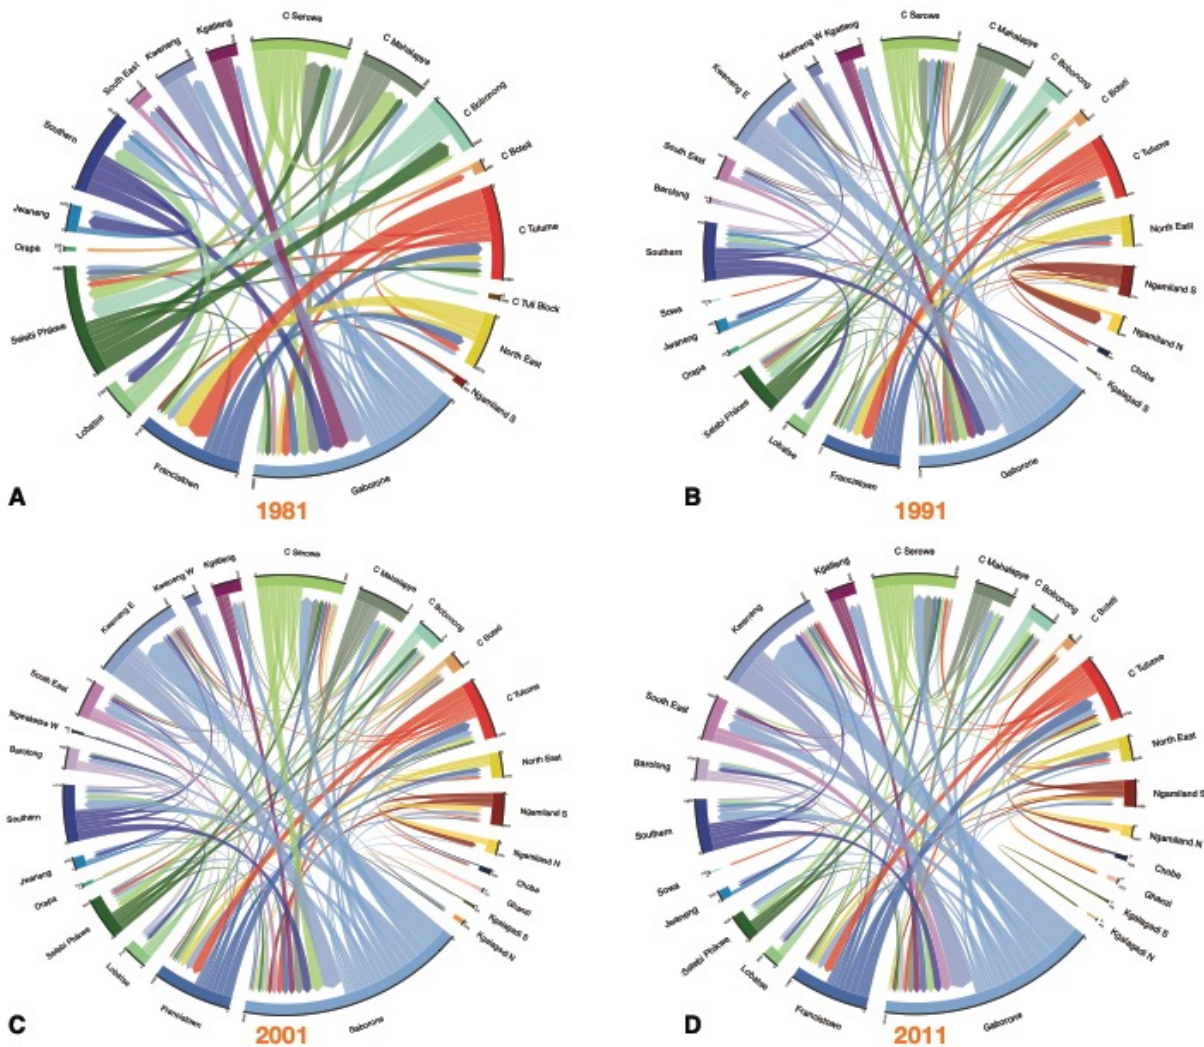 C Serowe
C Mahalapye
C Bobonong
C Boteti
C Tutume
C Tuli Block
North East
Ngamiland S
Gaborone
Francistown
Lobatse
Selebi Phikwe
Orapa
Jwaneng
Southern
South East
Kweneng
Kgatleng
A
1981
C Serowe
C Mahalapye
C Bobonong
C Boteti
C Tutume
North East
Ngamiland S
Ngamiland N
Chobe
Kgalagadi S
Gaborone
Francistown
Lobatse
Selebi Phikwe
Orapa
Jwaneng
Sowa
Southern
Barolong
South East
Kweneng E
Kweneng W
Kgatleng
B
1991
C Serowe
C Mahalapye
C Bobonong
C Boteti
C Tutume
North East
Ngamiland S
Ngamiland N
Chobe
Ghanzi
Kgalagadi S
Kgalagadi N
Gaborone
Francistown
Lobatse
Selebi Phikwe
Orapa
Jwaneng
Southern
Barolong
Ngwaketse W
South East
Kweneng E
Kweneng W
Kgatleng
C
2001
C Serowe
C Mahalapye
C Bobonong
C Boteti
C Tutume
North East
Ngamiland S
Ngamiland N
Chobe
Ghanzi
Kgalagadi S
Kgalagadi N
Gaborone
Francistown
Lobatse
Selebi Phikwe
Jwaneng
Sowa
Southern
Barolong
South East
Kweneng
Kgatleng
D
2011